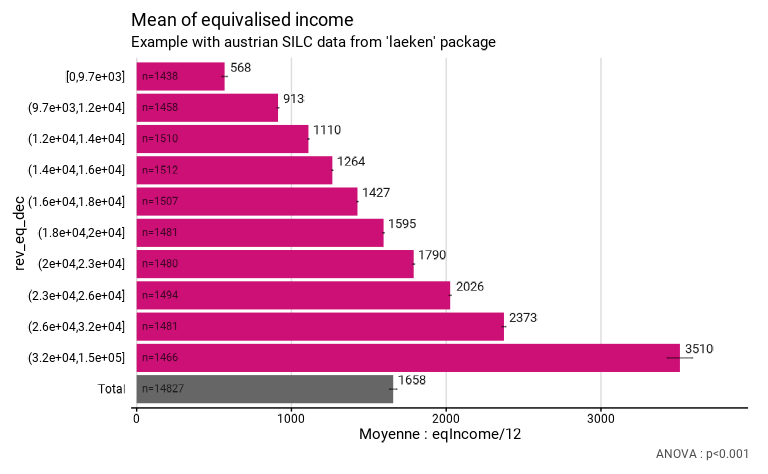 Mean of equivalised income
Example with austrian SILC data from 'laeken' package
rev_eq_dec
[0,9.7e+03] n=1438 568
(9.7e+03,1.2e+04] n=1458 913
(1.2e+04,1.4e+04] n=1510 1110
(1.4e+04,1.6e+04] n=1512 1264
(1.6e+04,1.8e+04] n=1507 1427
(1.8e+04,2e+04] n=1481 1595
(2e+04,2.3e+04] n=1480 1790
(2.3e+04,2.6e+04] n=1494 2026
(2.6e+04,3.2e+04] n=1481 2373
(3.2e+04,1.5e+05] n=1466 3510
Total n=14827 1658
0 1000 2000 3000
Moyenne : eqIncome/12
ANOVA : p<0.001